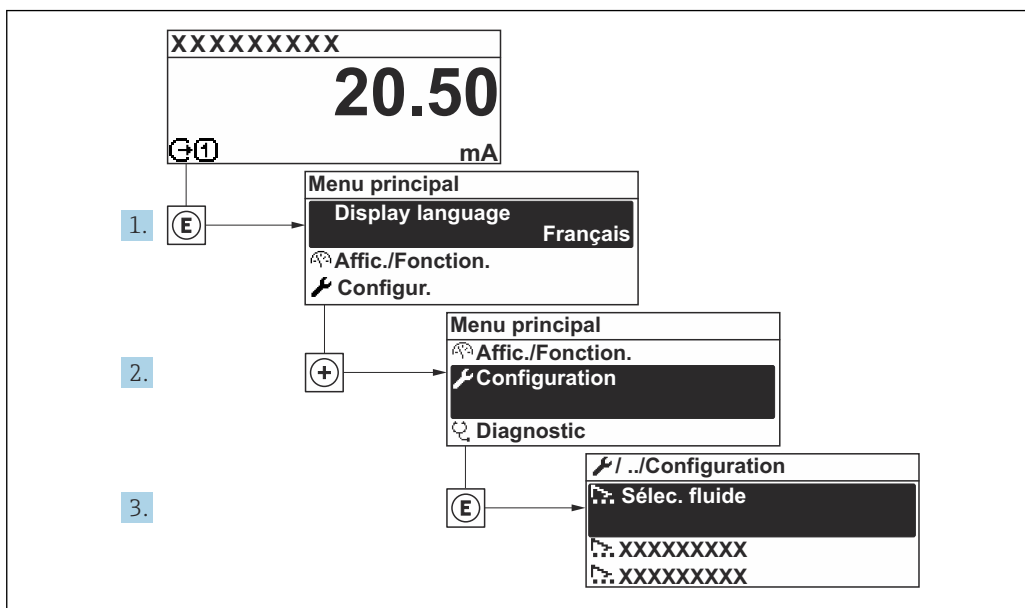 XXXXXXXXX
20.50
1 mA
Menu principal
1. E Display language
Français
Affic./Fonction.
Configur.
Menu principal
Affic./Fonction.
2. + Configuration
Diagnostic
/ ../Configuration
3. E Sélec. fluide
XXXXXXXXX
XXXXXXXXX